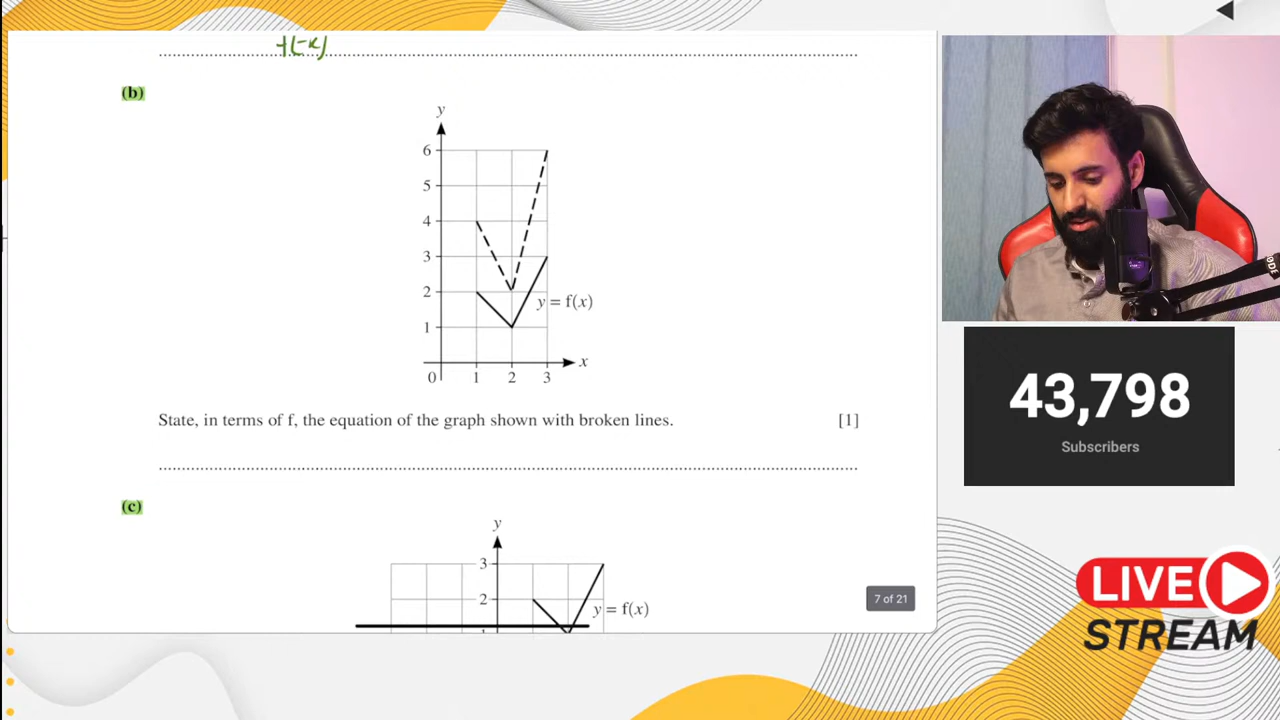 f(-x)
(b)
y
6
5
4
3
2
1
0
1 2 3
x
y = f(x)
State, in terms of f, the equation of the graph shown with broken lines. [1]
(c)
y
3
2
1
y = f(x)
7 of 21
43,798
Subscribers
LIVE
STREAM